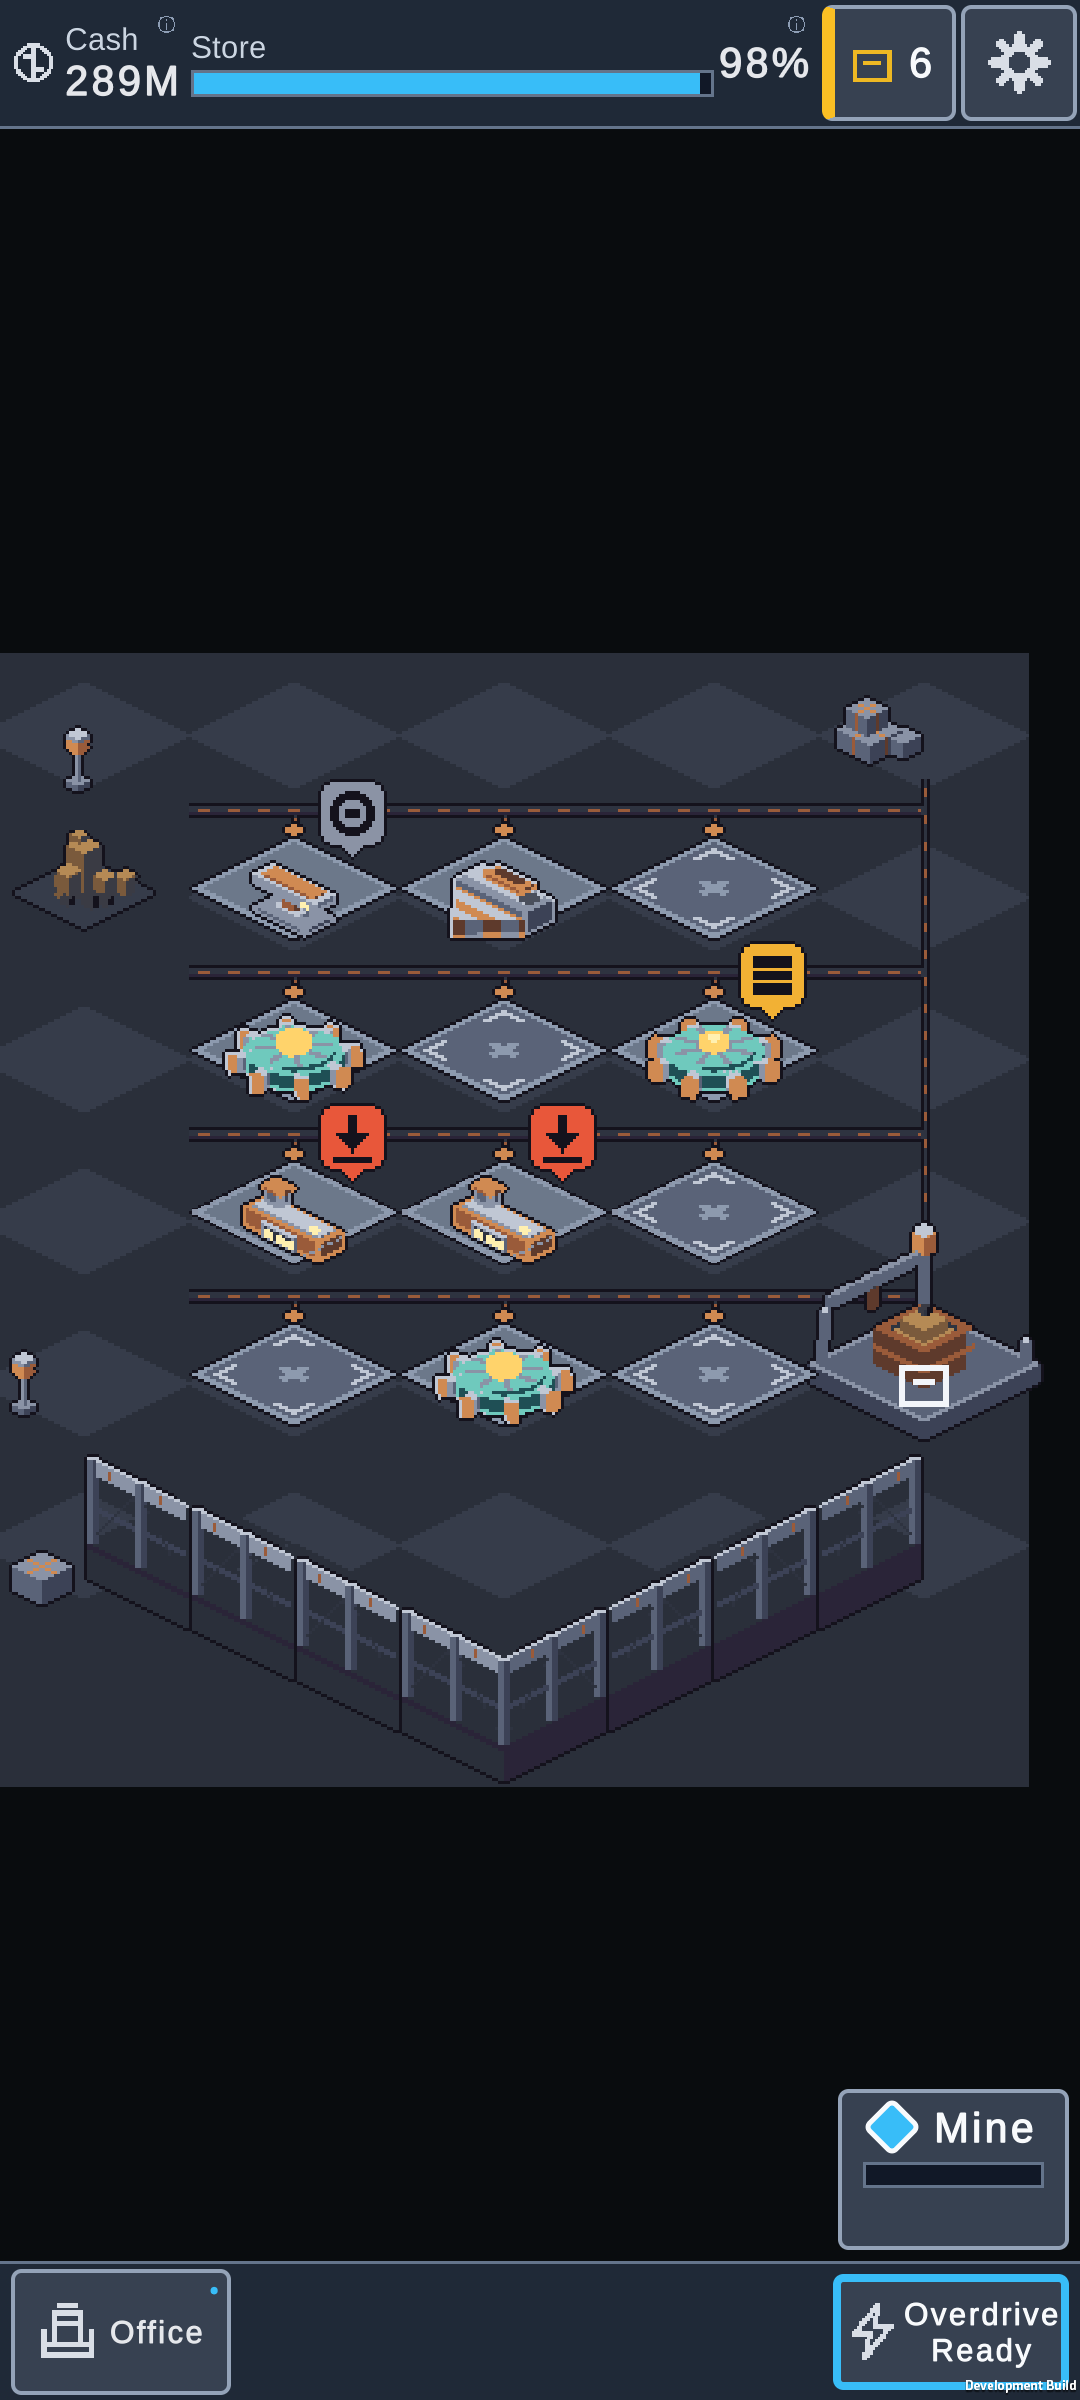 Cash
289M
Store
98%
6
Mine
Office
Overdrive
Ready
Development Build